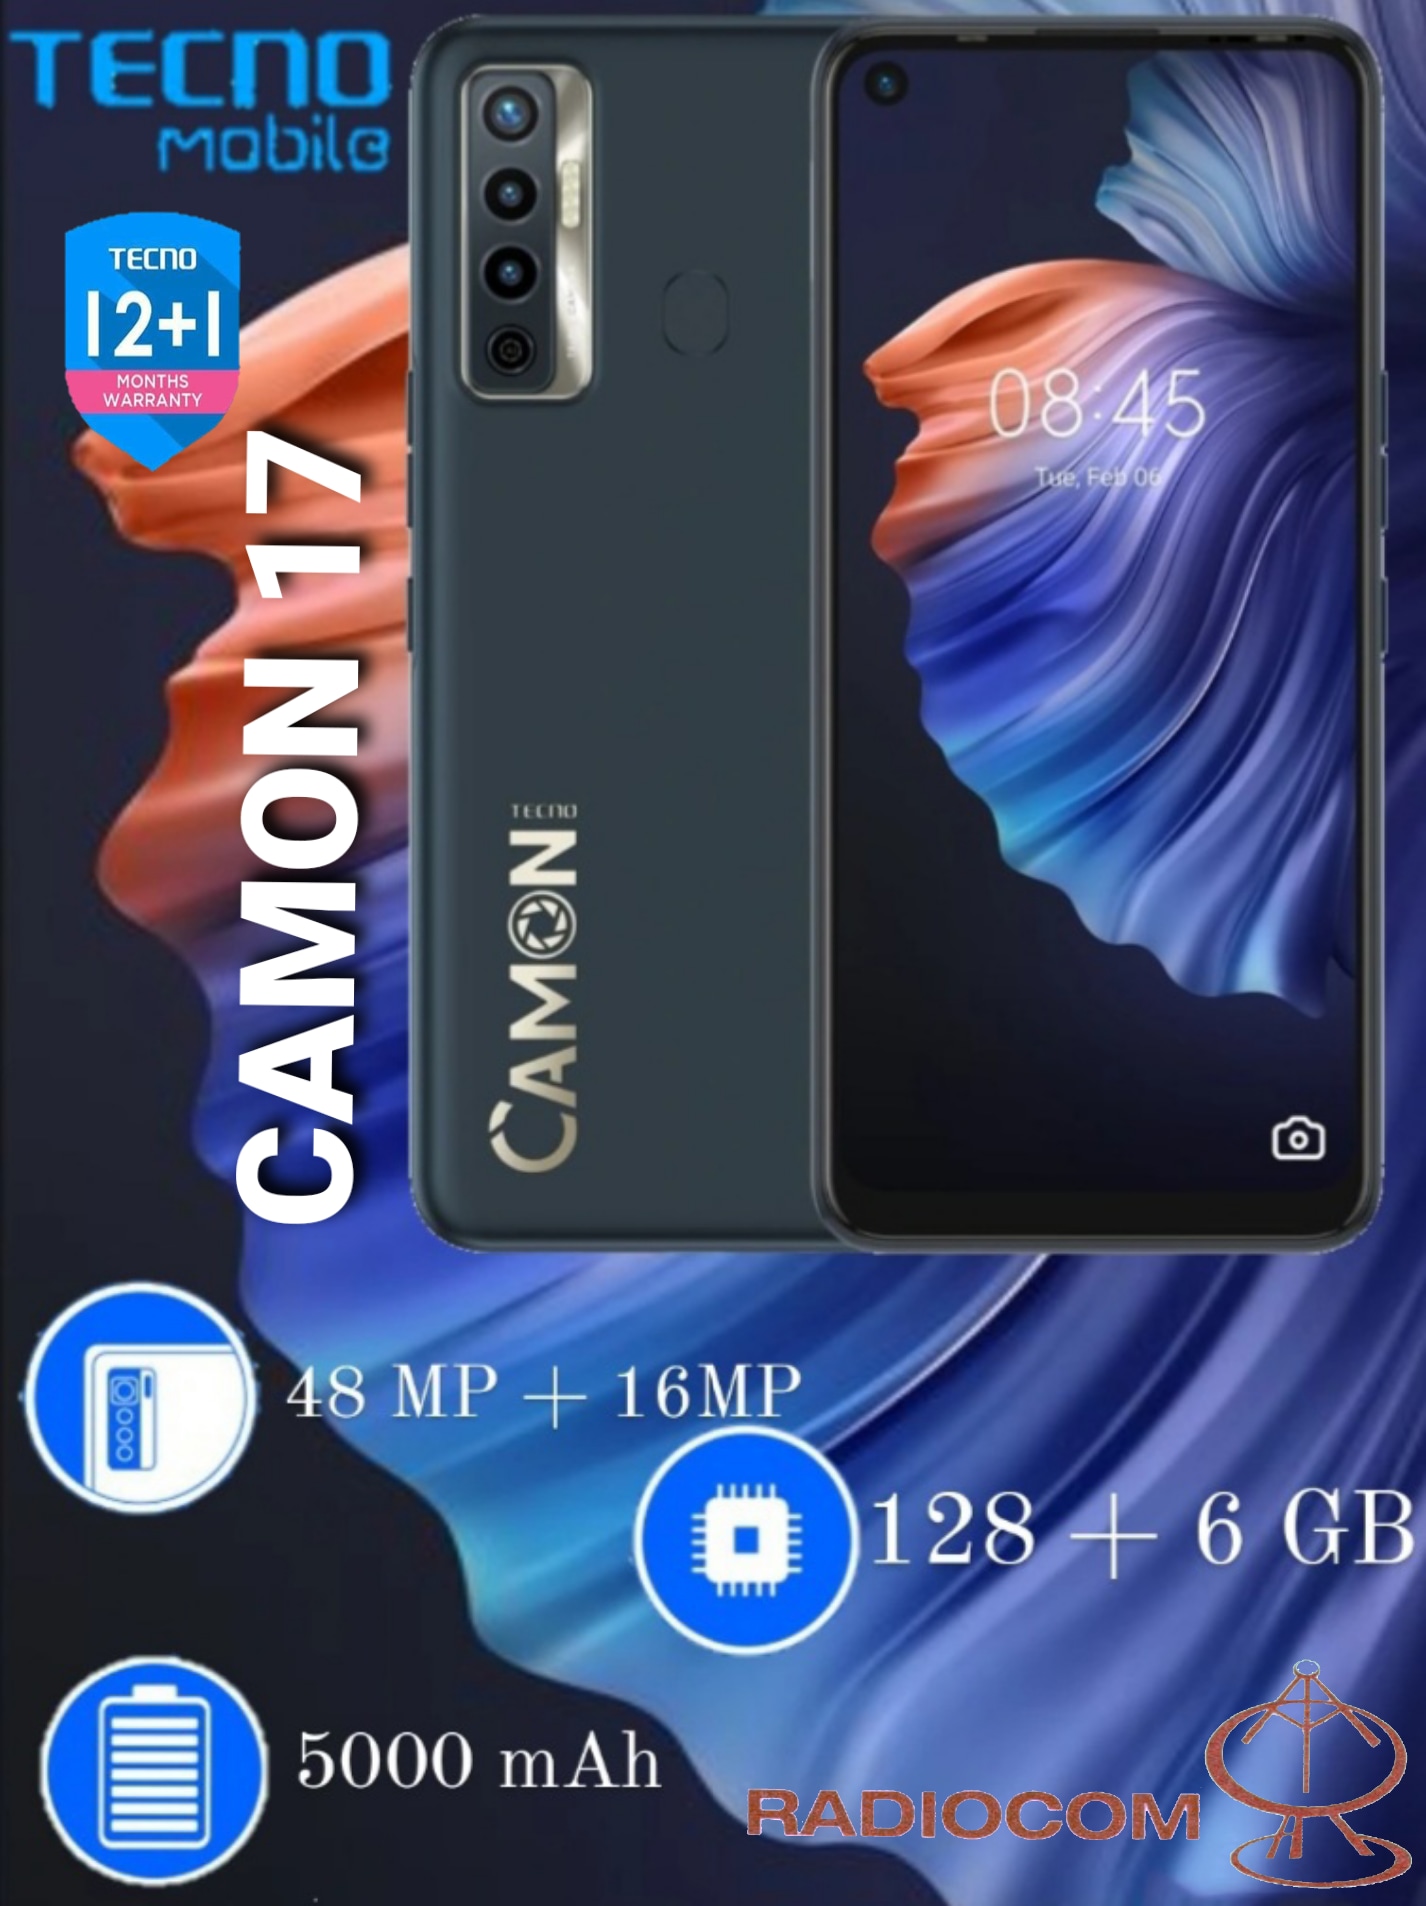 TECNO
mobile
TECNO
12+1
MONTHS
WARRANTY
CAMON 17
TECNO
CAMON
08:45
Tue, Feb 06
48 MP + 16MP
128 + 6 GB
5000 mAh
RADIOCOM